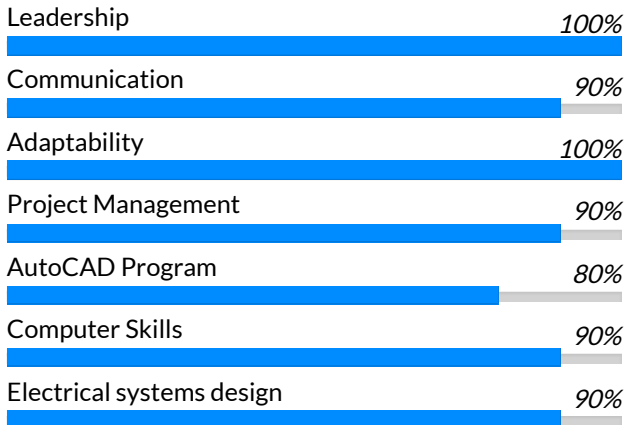 Leadership 100%
Communication 90%
Adaptability 100%
Project Management 90%
AutoCAD Program 80%
Computer Skills 90%
Electrical systems design 90%